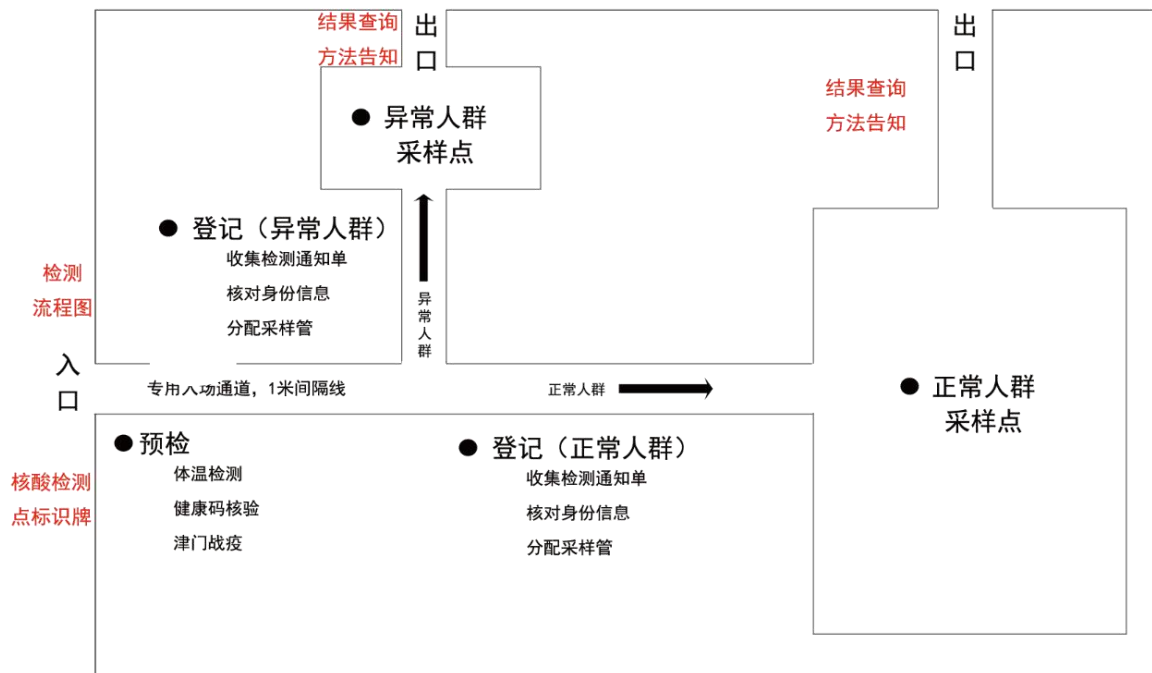 结果查询
方法告知
出
口
出
口
结果查询
方法告知
异常人群
采样点
登记（异常人群）
收集检测通知单
核对身份信息
分配采样管
检测
流程图
异
常
人
群
入
口
专用入场通道，1米间隔线
正常人群
正常人群
采样点
预检
体温检测
健康码核验
津门战疫
登记（正常人群）
收集检测通知单
核对身份信息
分配采样管
核酸检测
点标识牌